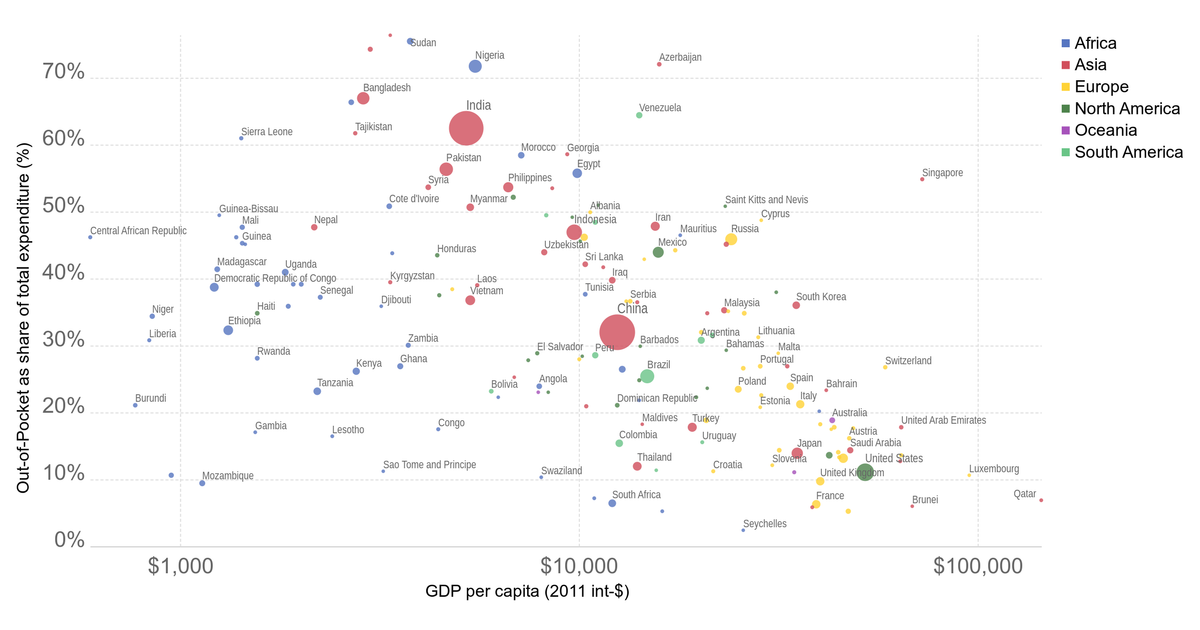 Out-of-Pocket as share of total expenditure (%)
70%
60%
50%
40%
30%
20%
10%
0%
Sudan
Nigeria
Azerbaijan
Bangladesh
India
Venezuela
Sierra Leone
Tajikistan
Morocco
Georgia
Pakistan
Egypt
Syria
Philippines
Singapore
Cote d'Ivoire
Myanmar
Albania
Saint Kitts and Nevis
Guinea-Bissau
Cyprus
Mali
Nepal
Indonesia
Iran
Central African Republic
Guinea
Mauritius
Russia
Honduras
Uzbekistan
Mexico
Madagascar
Uganda
Sri Lanka
Democratic Republic of Congo
Kyrgyzstan
Laos
Iraq
Senegal
Vietnam
Tunisia
Serbia
Djibouti
Malaysia
South Korea
Niger
Haiti
China
Ethiopia
Liberia
Zambia
Argentina
Lithuania
Rwanda
El Salvador
Peru
Barbados
Bahamas
Malta
Kenya
Ghana
Brazil
Portugal
Switzerland
Tanzania
Bolivia
Angola
Poland
Spain
Bahrain
Burundi
Dominican Republic
Estonia
Italy
Gambia
Lesotho
Congo
Maldives
Turkey
Australia
United Arab Emirates
Colombia
Uruguay
Austria
Japan
Saudi Arabia
Sao Tome and Principe
Thailand
Croatia
Slovenia
United States
Mozambique
Swaziland
United Kingdom
Luxembourg
South Africa
France
Brunei
Qatar
Seychelles
$1,000
$10,000
$100,000
GDP per capita (2011 int-$)
Africa
Asia
Europe
North America
Oceania
South America